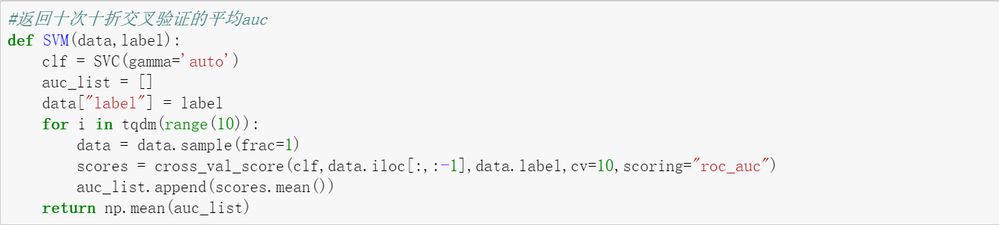 #返回十次十折交叉验证的平均auc
def SVM(data,label):
    clf = SVC(gamma='auto')
    auc_list = []
    data["label"] = label
    for i in tqdm(range(10)):
        data = data.sample(frac=1)
        scores = cross_val_score(clf,data.iloc[:,:-1],data.label,cv=10,scoring="roc_auc")
        auc_list.append(scores.mean())
    return np.mean(auc_list)